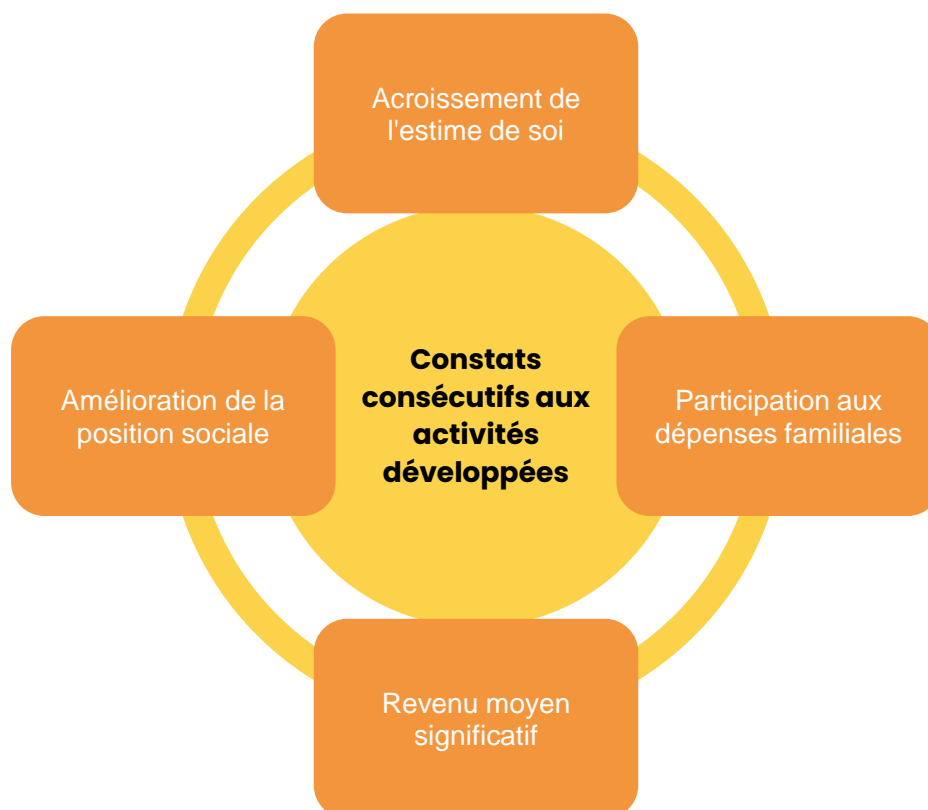 Acroissement de
l'estime de soi
Amélioration de la
position sociale
Constats
consécutifs aux
activités
développées
Participation aux
dépenses familiales
Revenu moyen
significatif